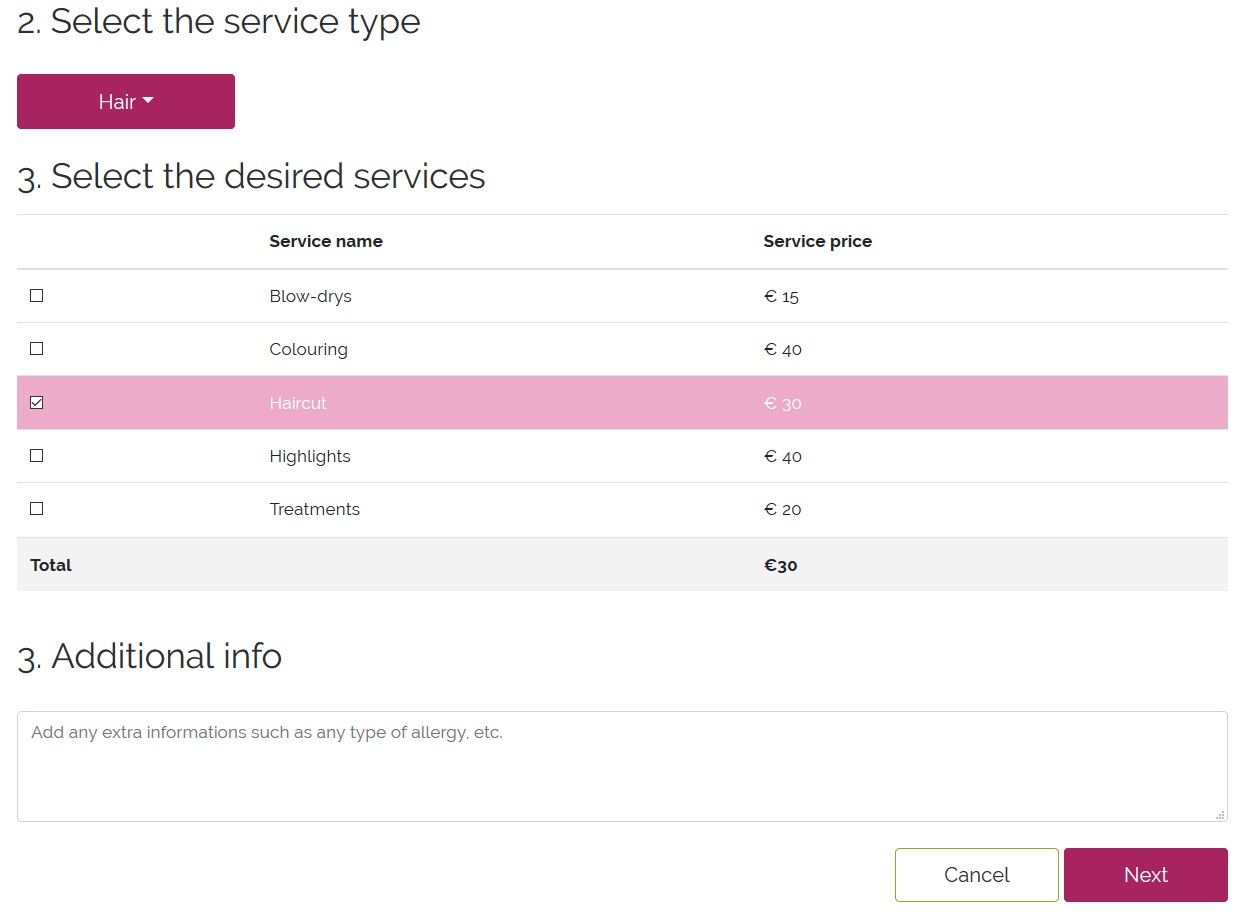 2. Select the service type
Hair
3. Select the desired services
Service name Service price
Blow-drys € 15
Colouring € 40
Haircut € 30
Highlights € 40
Treatments € 20
Total €30
3. Additional info
Add any extra informations such as any type of allergy, etc.
Cancel Next